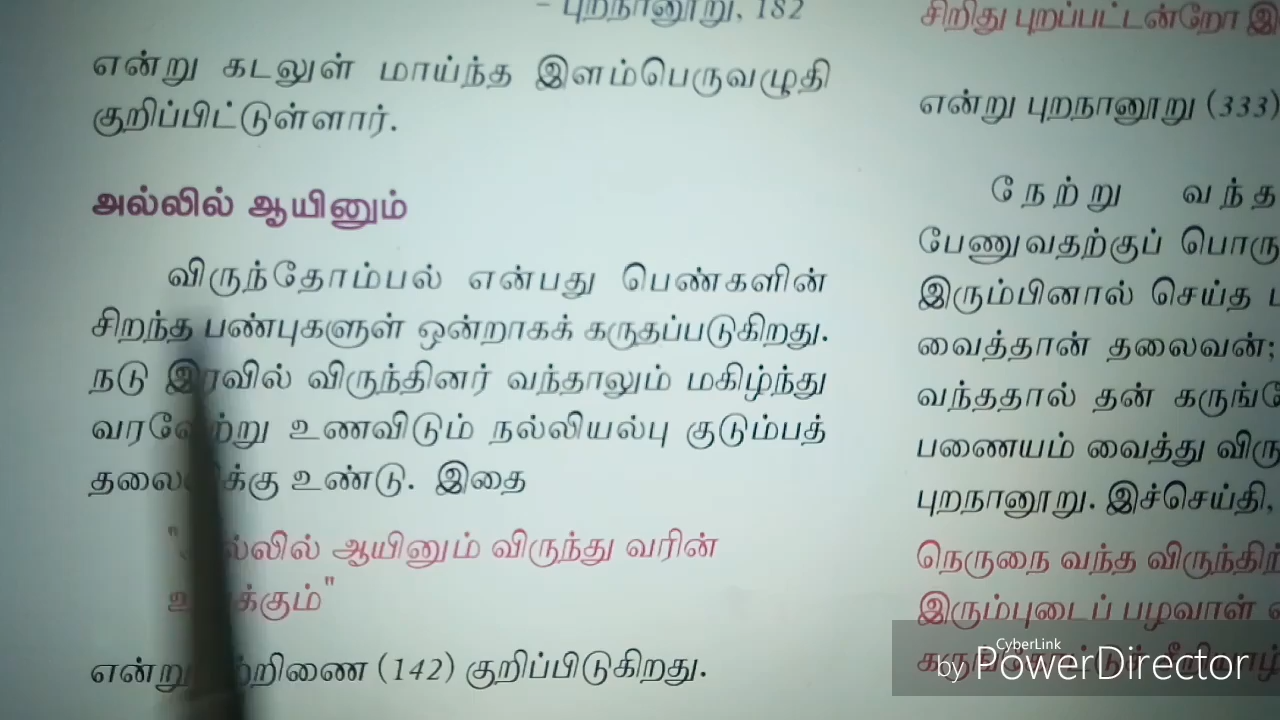 – புறநானூறு, 182
என்று கடலுள் மாய்ந்த இளம்பெருவழுதி
குறிப்பிட்டுள்ளார்.
அல்லில் ஆயினும்
விருந்தோம்பல் என்பது பெண்களின்
சிறந்த பண்புகளுள் ஒன்றாகக் கருதப்படுகிறது.
நடு இரவில் விருந்தினர் வந்தாலும் மகிழ்ந்து
வரவேற்று உணவிடும் நல்லியல்பு குடும்பத்
தலைவிக்கு உண்டு. இதை
ஆயினும் விருந்து வரின்
என்று (142) குறிப்பிடுகிறது.
சிறிது புறப்பட்டன்றோ
என்று புறநானூறு (333)
நேற்று வந்த
பேணுவதற்குப்
இரும்பினால் செய்த
வைத்தான் தலைவன்;
வந்ததால் தன்
பணையம் வைத்து
புறநானூறு. இச்செய்தி,
நெருநை வந்த
இரும்புடைப் பழவாள்
CyberLink
by PowerDirector